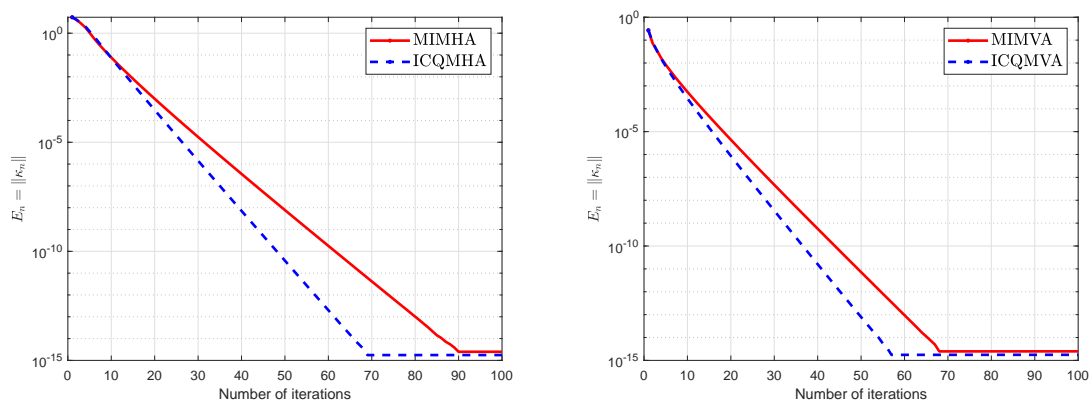 10^0
10^-5
10^-10
10^-15
E_n = ||κ_n||
MIMHA
ICQMHA
0 10 20 30 40 50 60 70 80 90 100
Number of iterations
10^0
10^-5
10^-10
10^-15
E_n = ||κ_n||
MIMVA
ICQMVA
0 10 20 30 40 50 60 70 80 90 100
Number of iterations